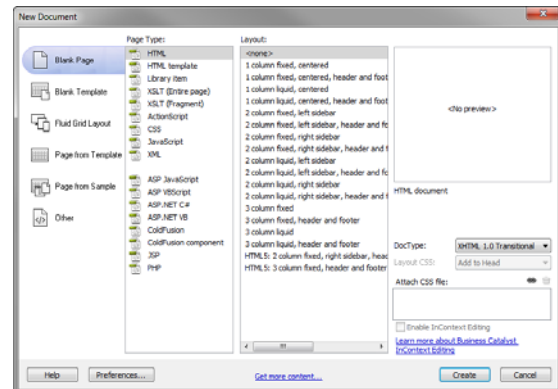 New Document
Page Type:
Layout:
Blank Page
Blank Template
Fluid Grid Layout
Page from Template
Page from Sample
Other
HTML
HTML template
Library item
XSLT (Entire page)
XSLT (Fragment)
ActionScript
CSS
JavaScript
XML
ASP JavaScript
ASP VBScript
ASP.NET C#
ASP.NET VB
ColdFusion
ColdFusion component
JSP
PHP
<none>
1 column fixed, centered
1 column fixed, centered, header and foot
1 column liquid, centered
1 column liquid, centered, header and foot
2 column fixed, left sidebar
2 column fixed, left sidebar, header and fo
2 column fixed, right sidebar
2 column fixed, right sidebar, header and f
2 column liquid, left sidebar
2 column liquid, left sidebar, header and fo
2 column liquid, right sidebar
2 column liquid, right sidebar, header and f
3 column fixed
3 column fixed, header and footer
3 column liquid
3 column liquid, header and footer
HTML5: 2 column fixed, right sidebar, head
HTML5: 3 column fixed, header and footer
<No preview>
HTML document
DocType:
XHTML 1.0 Transitional
Layout CSS:
Add to Head
Attach CSS file:
Enable InContext Editing
Learn more about Business Catalyst
InContext Editing
Help
Preferences...
Get more content...
Create
Cancel